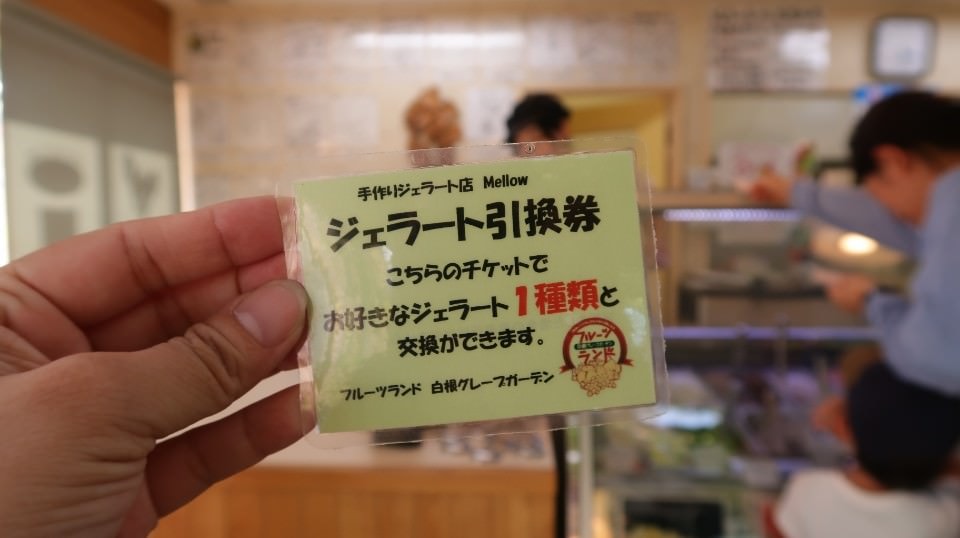 手作りジェラート店 Mellow
ジェラート引換券
こちらのチケットで
お好きなジェラート1種類と
交換ができます。
フルーツ
ランド
フルーツランド 白根グレープガーデン